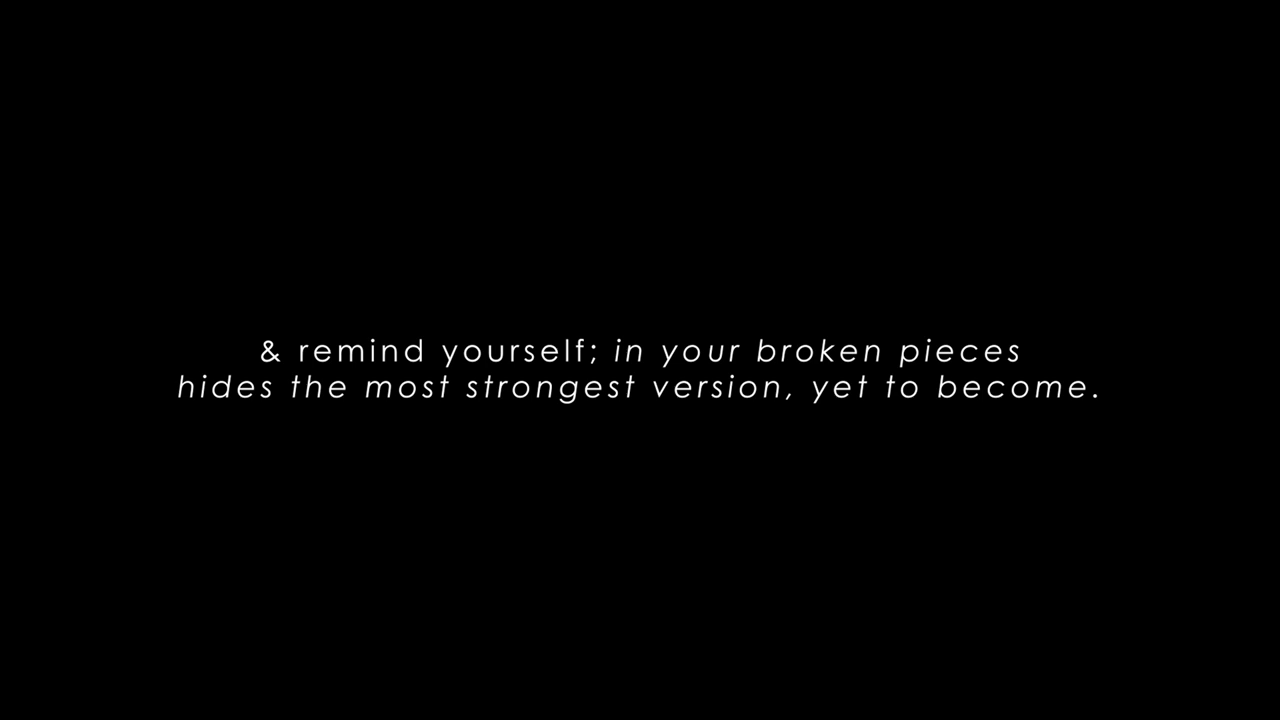 & remind yourself; in your broken pieces
hides the most strongest version, yet to become.